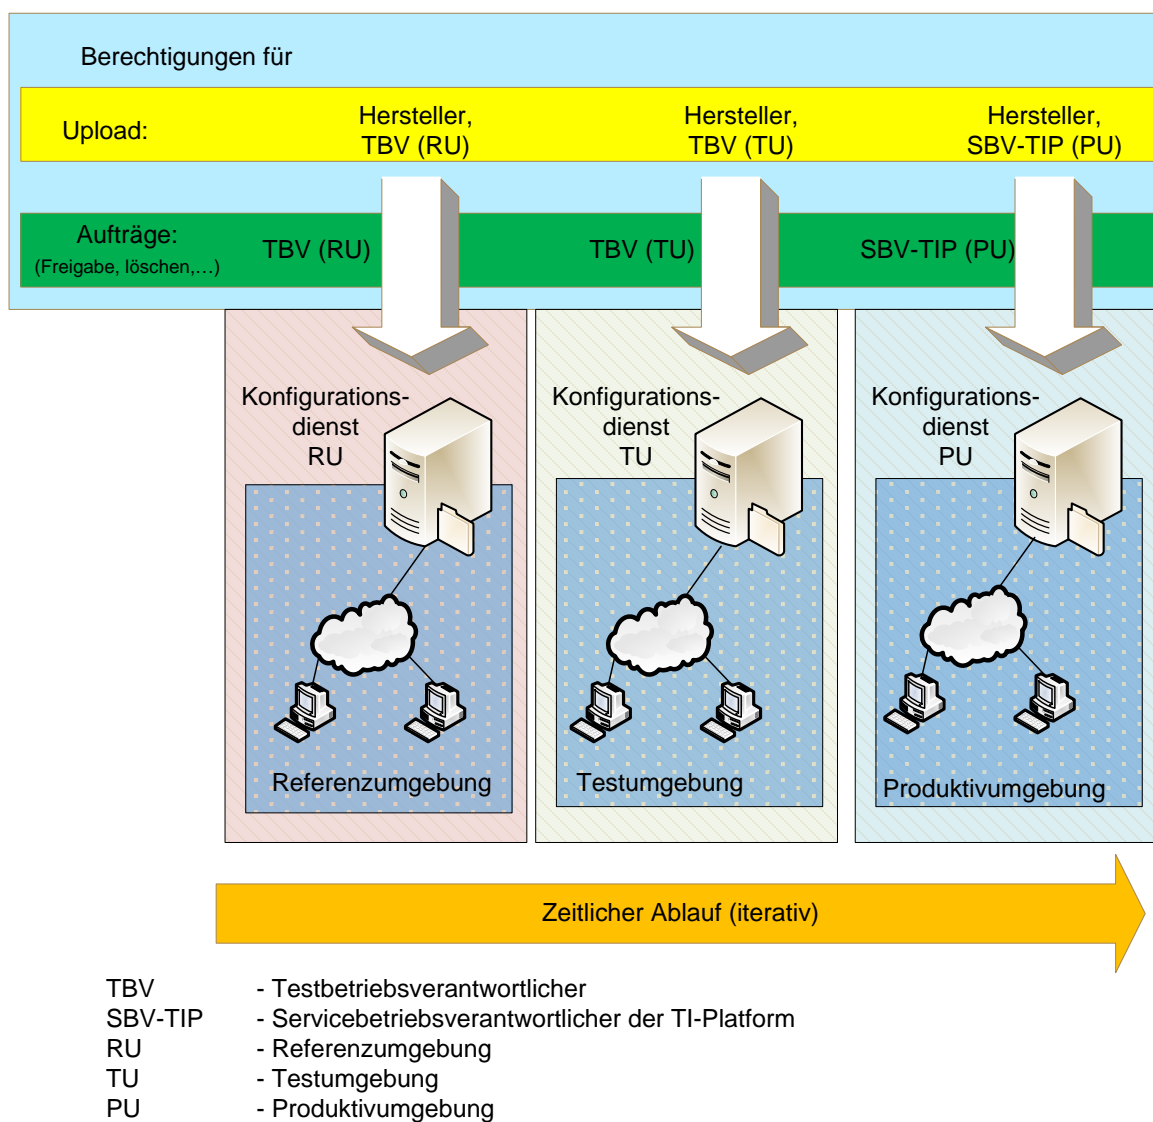 Berechtigungen für
Upload:
Hersteller,
TBV (RU)
Hersteller,
TBV (TU)
Hersteller,
SBV-TIP (PU)
Aufträge:
(Freigabe, löschen,...)
TBV (RU)
TBV (TU)
SBV-TIP (PU)
Konfigurations-
dienst
RU
Konfigurations-
dienst
TU
Konfigurations-
dienst
PU
Referenzumgebung
Testumgebung
Produktivumgebung
Zeitlicher Ablauf (iterativ)
TBV - Testbetriebsverantwortlicher
SBV-TIP - Servicebetriebsverantwortlicher der TI-Platform
RU - Referenzumgebung
TU - Testumgebung
PU - Produktivumgebung